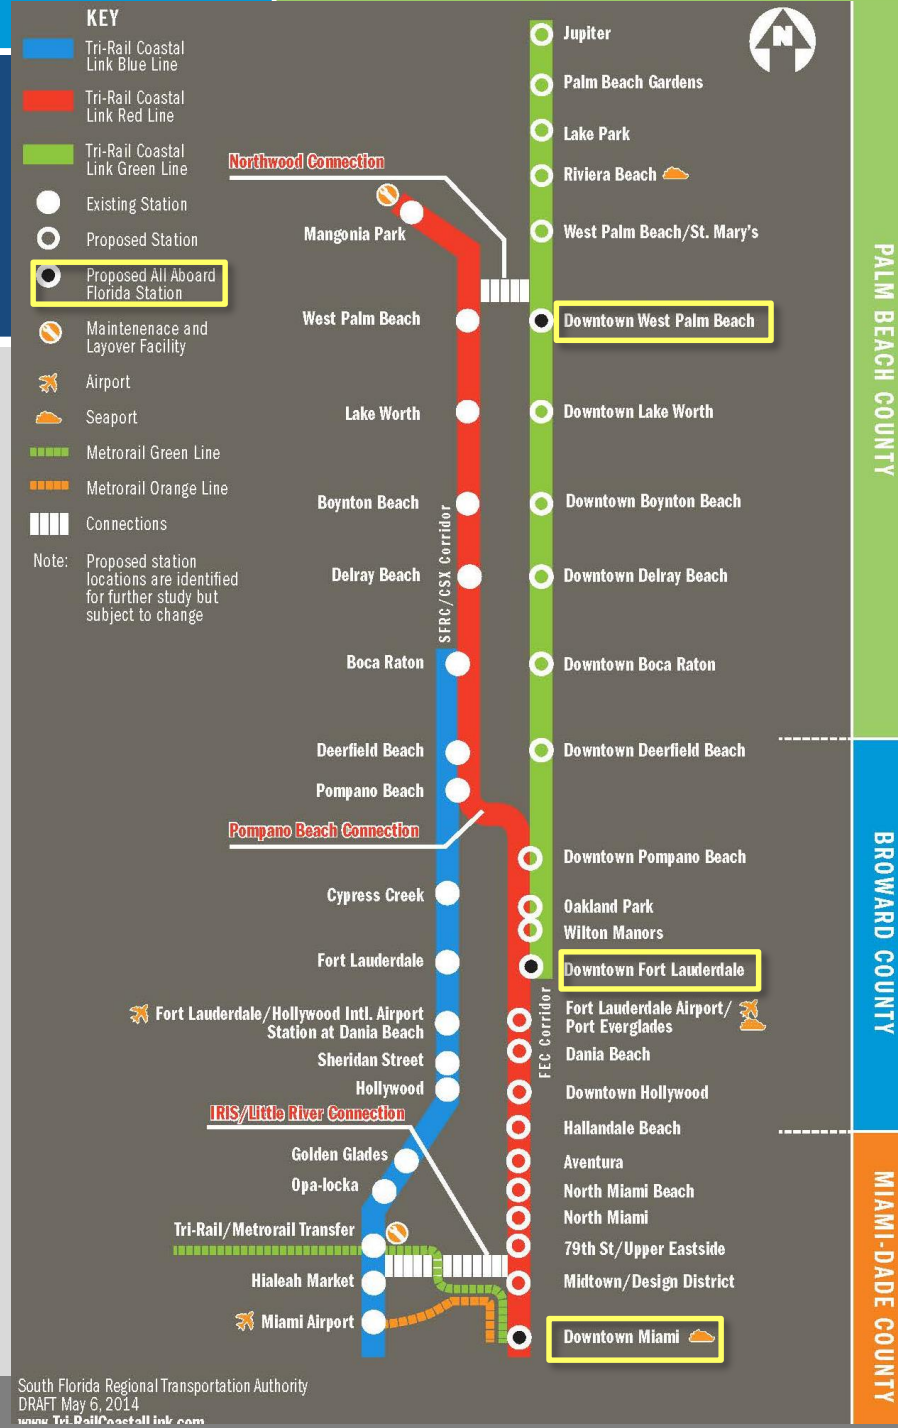 KEY
Tri-Rail Coastal
Link Blue Line
Tri-Rail Coastal
Link Red Line
Tri-Rail Coastal
Link Green Line
Existing Station
Proposed Station
Proposed All Aboard
Florida Station
Maintenenace and
Layover Facility
Airport
Seaport
Metrorail Green Line
Metrorail Orange Line
Connections
Note: Proposed station
locations are identified
for further study but
subject to change
N
Northwood Connection
Mangonia Park
West Palm Beach
Lake Worth
Boynton Beach
Delray Beach
SFRC/CSX Corridor
Boca Raton
Deerfield Beach
Pompano Beach
Pompano Beach Connection
Cypress Creek
Fort Lauderdale
Fort Lauderdale/Hollywood Intl. Airport
Station at Dania Beach
Sheridan Street
Hollywood
IRIS/Little River Connection
Golden Glades
Opa-locka
Tri-Rail/Metrorail Transfer
Hialeah Market
Miami Airport
Jupiter
Palm Beach Gardens
Lake Park
Riviera Beach
West Palm Beach/St. Mary's
Downtown West Palm Beach
Downtown Lake Worth
Downtown Boynton Beach
Downtown Delray Beach
Downtown Boca Raton
Downtown Deerfield Beach
Downtown Pompano Beach
Oakland Park
Wilton Manors
Downtown Fort Lauderdale
FEC Corridor
Fort Lauderdale Airport/
Port Everglades
Dania Beach
Downtown Hollywood
Hallandale Beach
Aventura
North Miami Beach
North Miami
79th St/Upper Eastside
Midtown/Design District
Downtown Miami
PALM BEACH COUNTY
BROWARD COUNTY
MIAMI-DADE COUNTY
South Florida Regional Transportation Authority
DRAFT May 6, 2014
www.Tri-RailCoastalLink.com